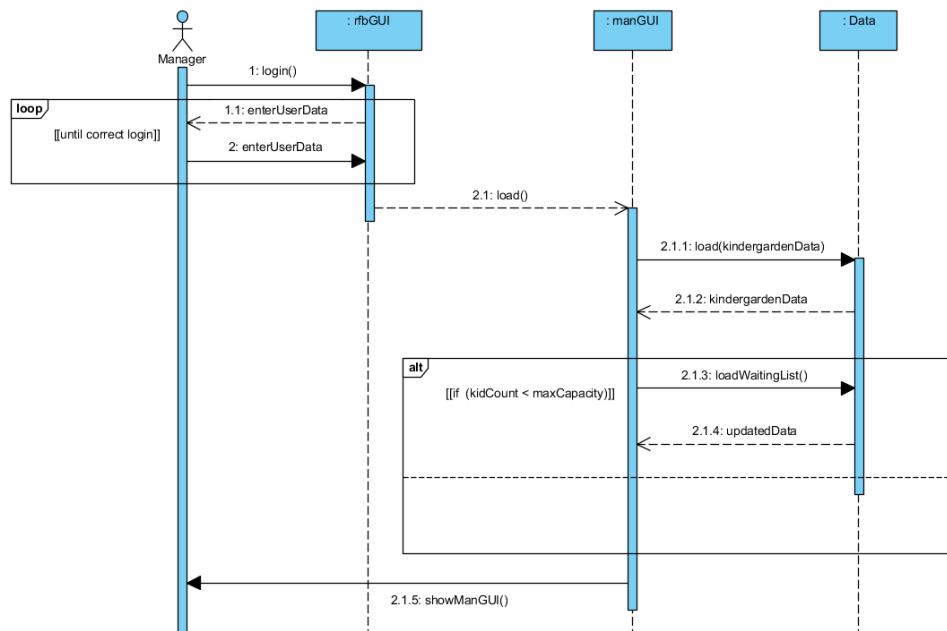 : rfbGUI
: manGUI
: Data
Manager
1: login()
loop
1.1: enterUserData
[[until correct login]]
2: enterUserData
2.1: load()
2.1.1: load(kindergardenData)
2.1.2: kindergardenData
alt
2.1.3: loadWaitingList()
[[if (kidCount < maxCapacity)]]
2.1.4: updatedData
2.1.5: showManGUI()